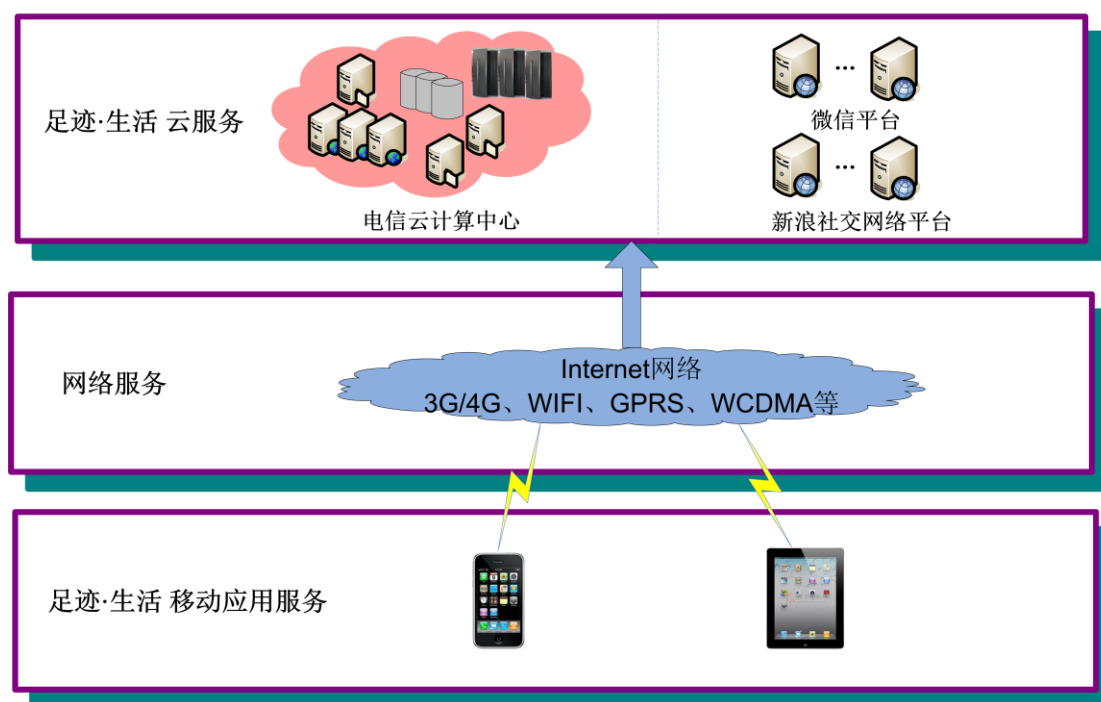 足迹·生活 云服务
...
微信平台
...
电信云计算中心
新浪社交网络平台
Internet网络
网络服务
3G/4G、WIFI、GPRS、WCDMA等
足迹·生活 移动应用服务